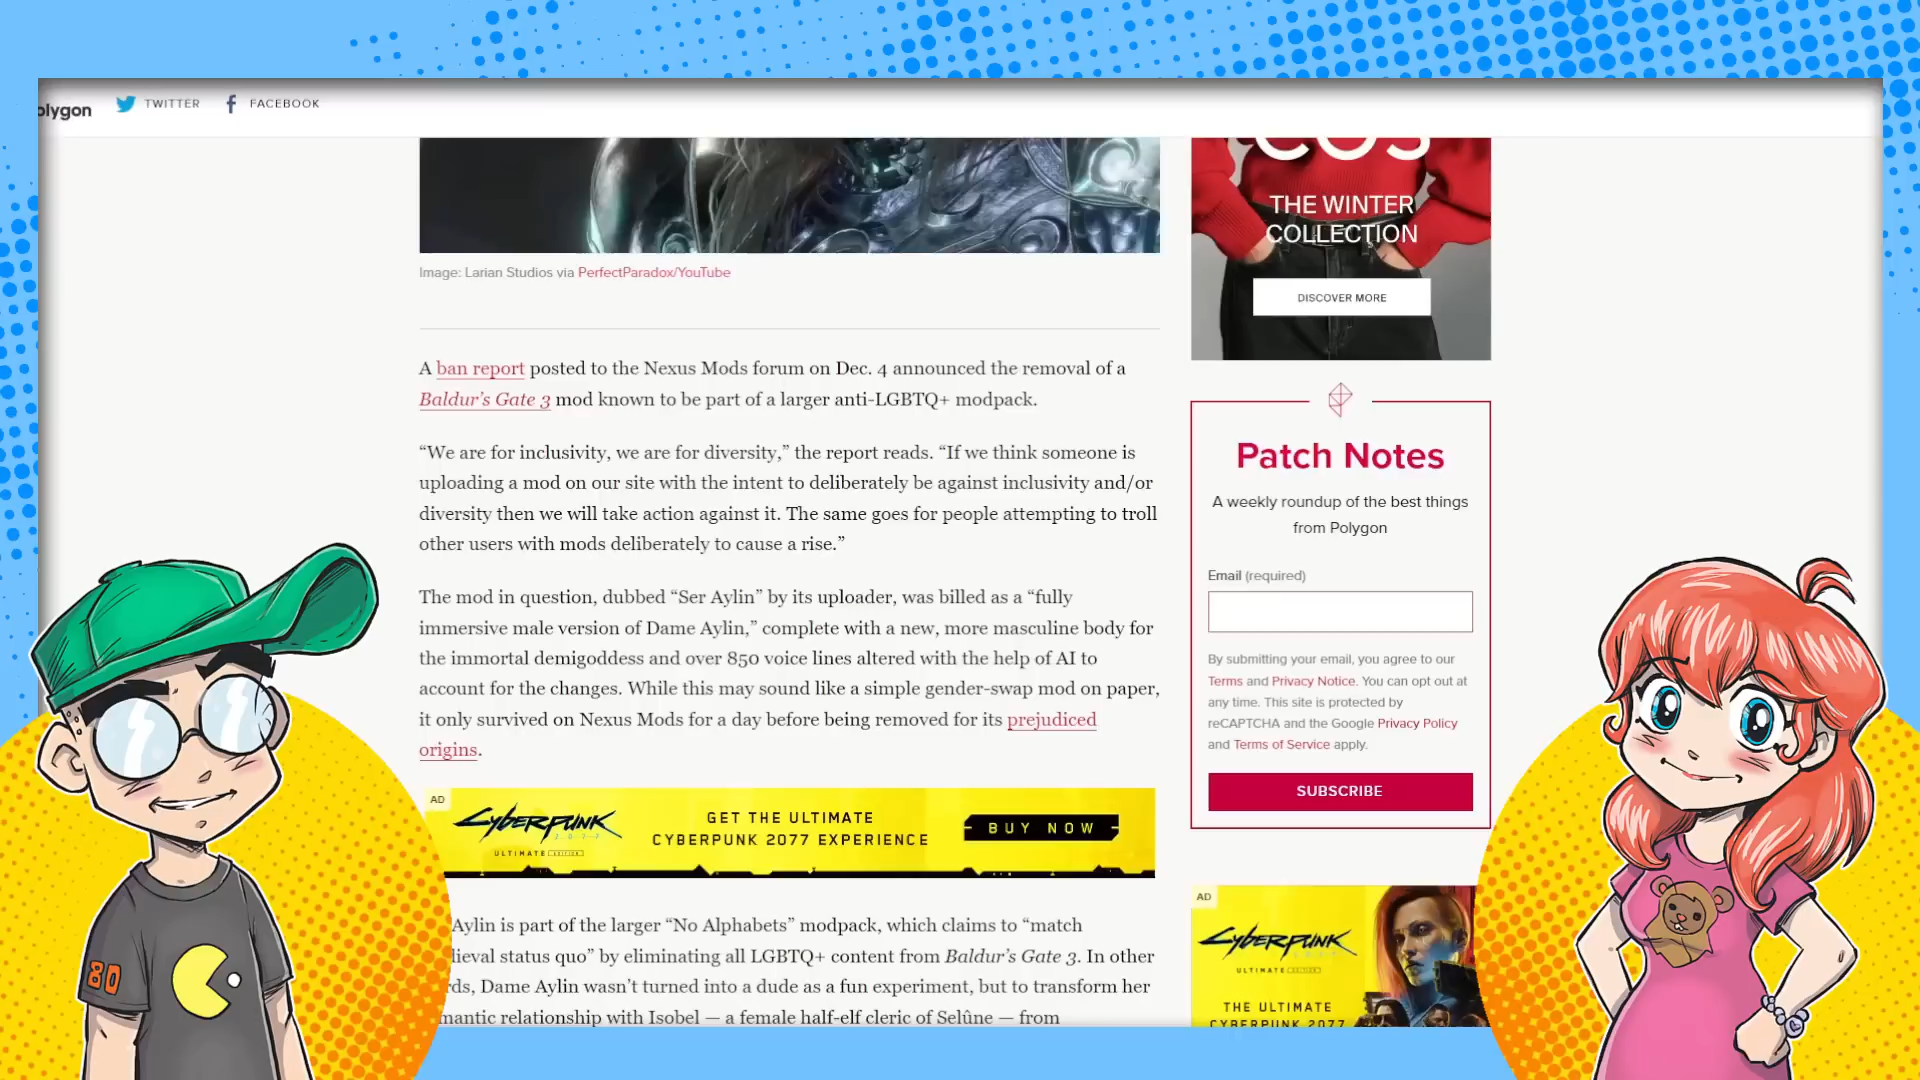 olygon
TWITTER
FACEBOOK
Image: Larian Studios via PerfectParadox/YouTube
A ban report posted to the Nexus Mods forum on Dec. 4 announced the removal of a
Baldur's Gate 3 mod known to be part of a larger anti-LGBTQ+ modpack.
“We are for inclusivity, we are for diversity,” the report reads. “If we think someone is
uploading a mod on our site with the intent to deliberately be against inclusivity and/or
diversity then we will take action against it. The same goes for people attempting to troll
other users with mods deliberately to cause a rise.”
The mod in question, dubbed “Ser Aylin” by its uploader, was billed as a “fully
immersive male version of Dame Aylin,” complete with a new, more masculine body for
the immortal demigoddess and over 850 voice lines altered with the help of AI to
account for the changes. While this may sound like a simple gender-swap mod on paper,
it only survived on Nexus Mods for a day before being removed for its prejudiced
origins.
AD
CYBERPUNK
2077
ULTIMATE EDITION
GET THE ULTIMATE
CYBERPUNK 2077 EXPERIENCE
BUY NOW
Aylin is part of the larger “No Alphabets” modpack, which claims to “match
lieval status quo” by eliminating all LGBTQ+ content from Baldur's Gate 3. In other
rds, Dame Aylin wasn't turned into a dude as a fun experiment, but to transform her
mantic relationship with Isobel — a female half-elf cleric of Selûne — from
COS
THE WINTER
COLLECTION
DISCOVER MORE
Patch Notes
A weekly roundup of the best things
from Polygon
Email (required)
By submitting your email, you agree to our
Terms and Privacy Notice. You can opt out at
any time. This site is protected by
reCAPTCHA and the Google Privacy Policy
and Terms of Service apply.
SUBSCRIBE
AD
CYBERPUNK
2077
ULTIMATE EDITION
THE ULTIMATE
CYBERPUNK 2077
80